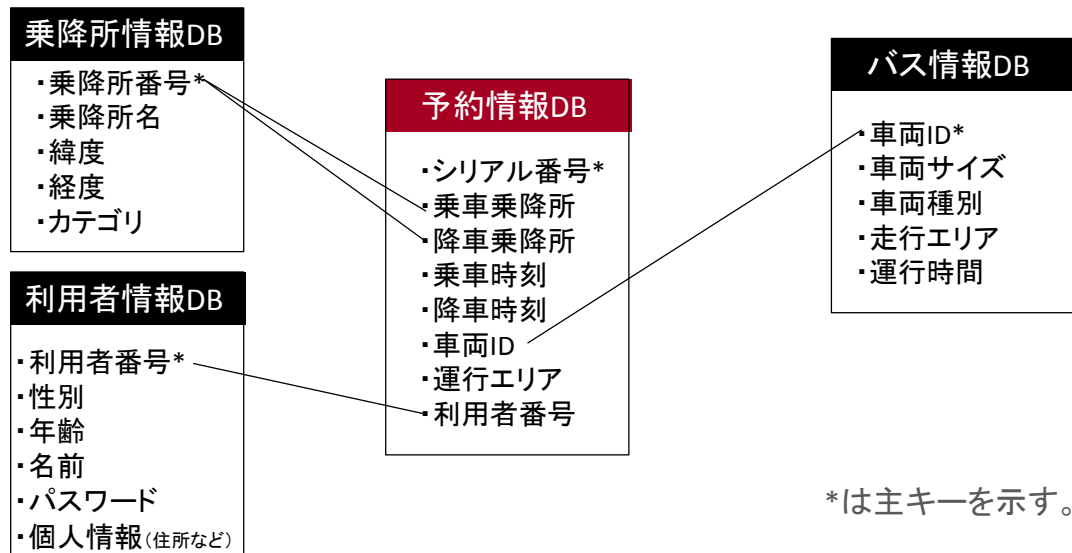 乗降所情報DB
・乗降所番号*
・乗降所名
・緯度
・経度
・カテゴリ
利用者情報DB
・利用者番号*
・性別
・年齢
・名前
・パスワード
・個人情報(住所など)
予約情報DB
・シリアル番号*
・乗車乗降所
・降車乗降所
・乗車時刻
・降車時刻
・車両ID
・運行エリア
・利用者番号
バス情報DB
・車両ID*
・車両サイズ
・車両種別
・走行エリア
・運行時間
*は主キーを示す。